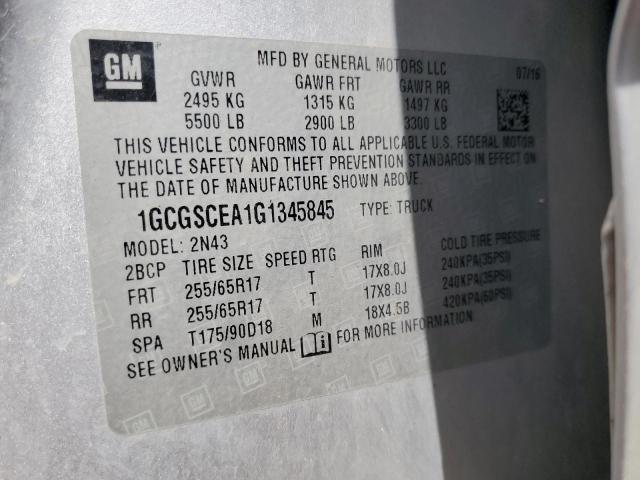 GM
MFD BY GENERAL MOTORS LLC 07/16
GVWR GAWR FRT GAWR RR
2495 KG 1315 KG 1497 KG
5500 LB 2900 LB 3300 LB
THIS VEHICLE CONFORMS TO ALL APPLICABLE U.S. FEDERAL MOTOR
VEHICLE SAFETY AND THEFT PREVENTION STANDARDS IN EFFECT ON
THE DATE OF MANUFACTURE SHOWN ABOVE.
1GCGSCEA1G1345845 TYPE: TRUCK
MODEL: 2N43
2BCP TIRE SIZE SPEED RTG RIM COLD TIRE PRESSURE
FRT 255/65R17 T 17X8.0J 240KPA(35PSI)
RR 255/65R17 T 17X8.0J 240KPA(35PSI)
SPA T175/90D18 M 18X4.5B 420KPA(60PSI)
SEE OWNER'S MANUAL FOR MORE INFORMATION